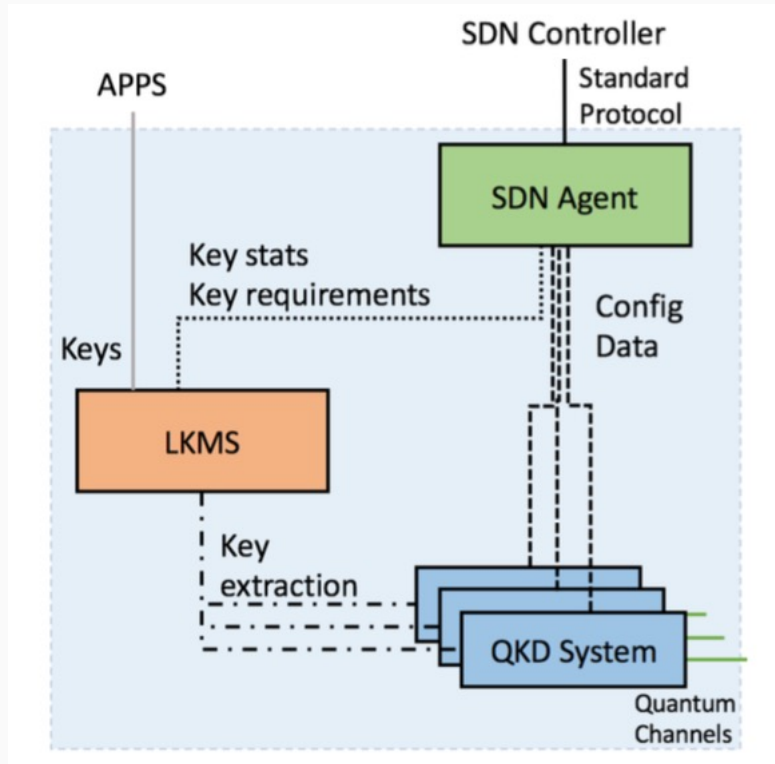 SDN Controller
APPS
Standard
Protocol
SDN Agent
Key stats
Key requirements
Config
Data
Keys
LKMS
Key
extraction
QKD System
Quantum
Channels